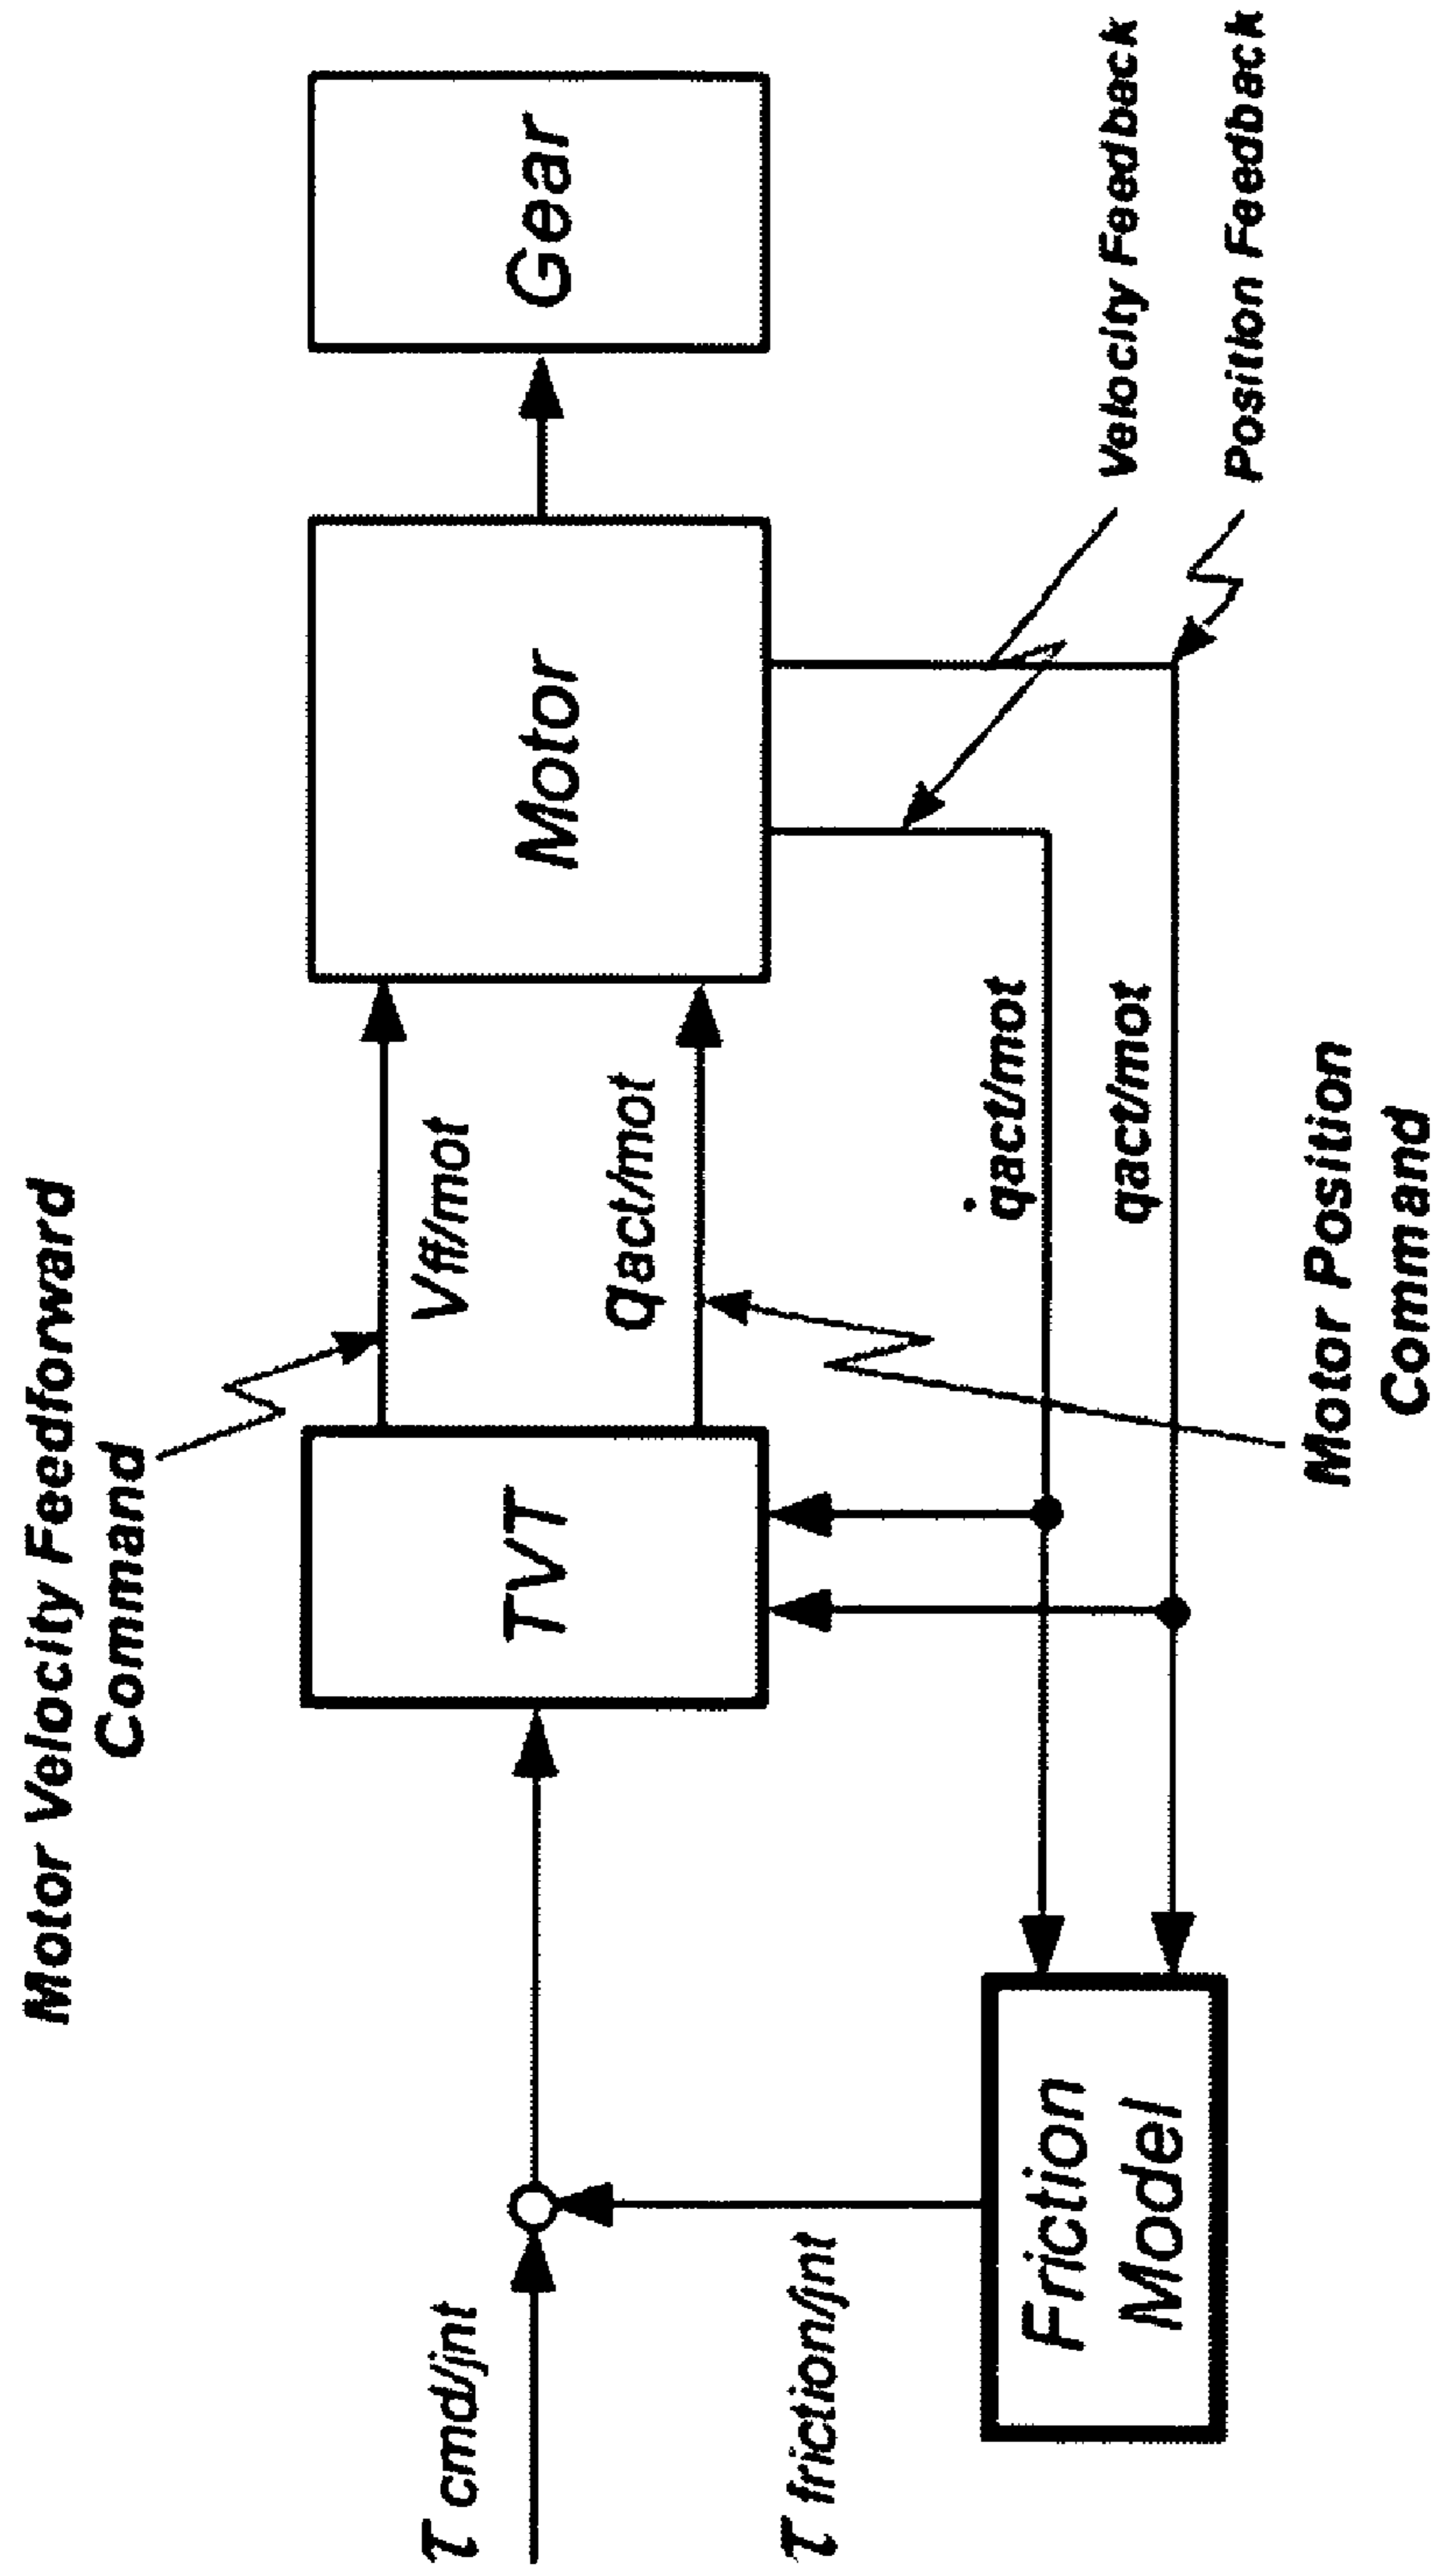 Motor Velocity Feedforward
Command
τ cmd/jnt
TVT
Vff/mot
qact/mot
Motor
Gear
τ friction/jnt
Friction
Model
q̇act/mot
qact/mot
Velocity Feedback
Position Feedback
Motor Position
Command